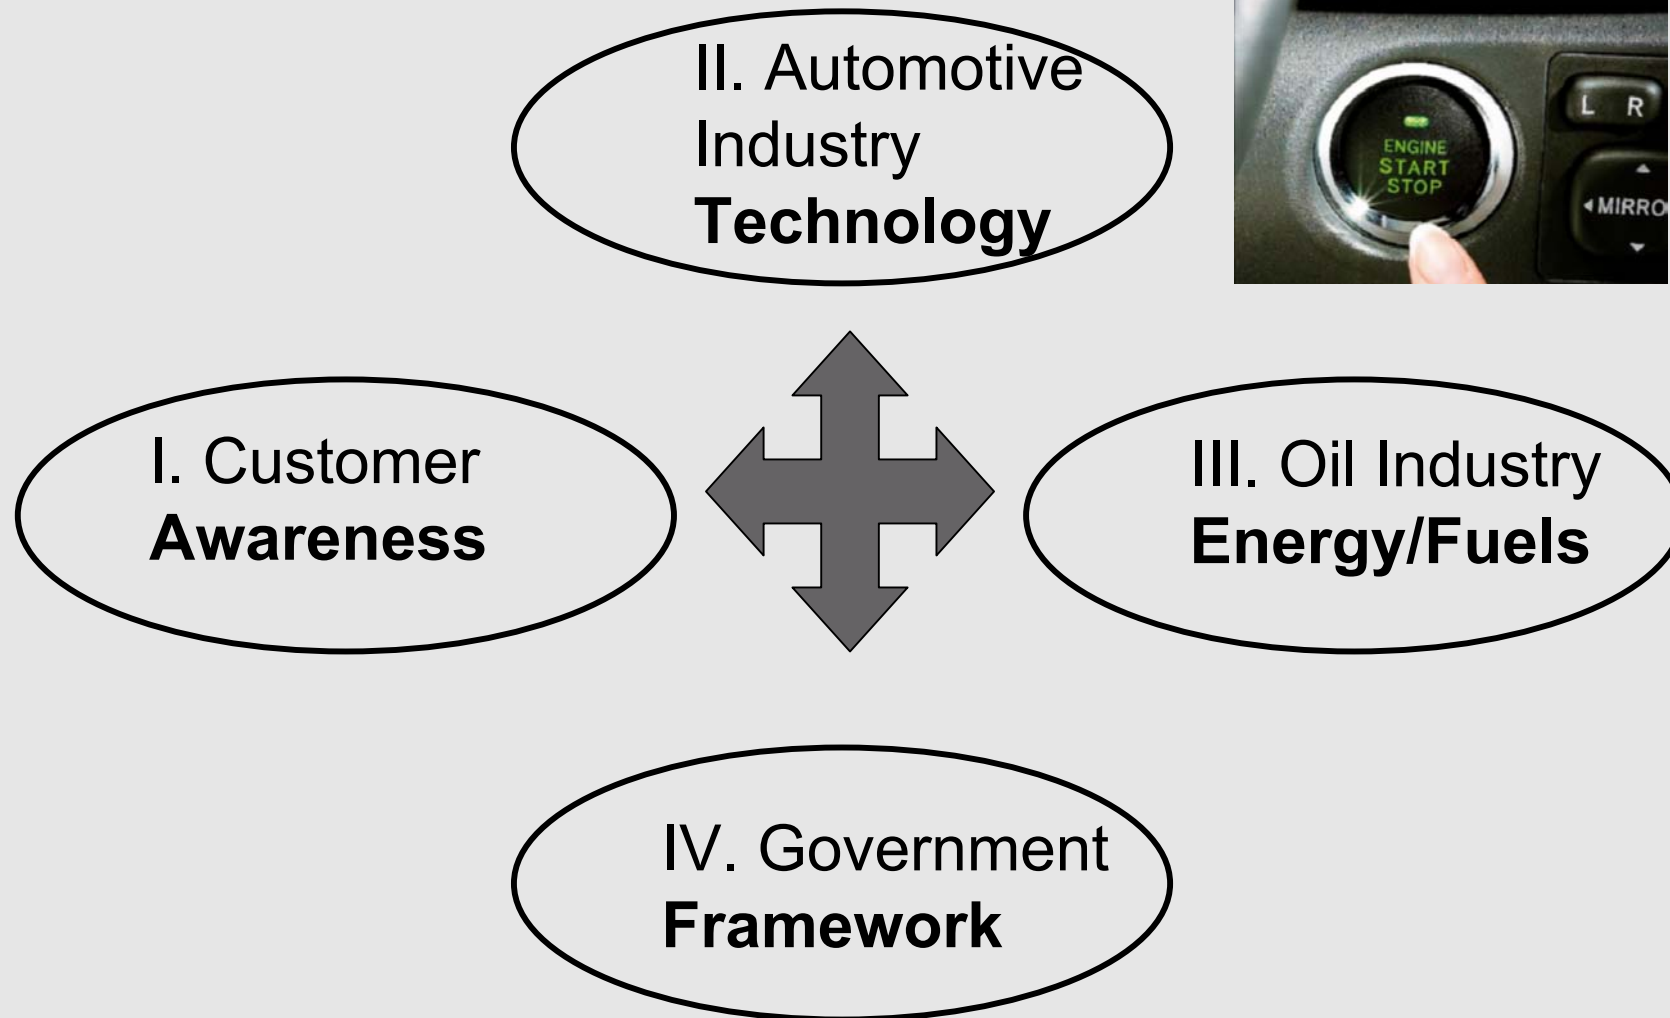 II. Automotive
Industry
Technology
L R
ENGINE
START
STOP
MIRRO
I. Customer
Awareness
III. Oil Industry
Energy/Fuels
IV. Government
Framework